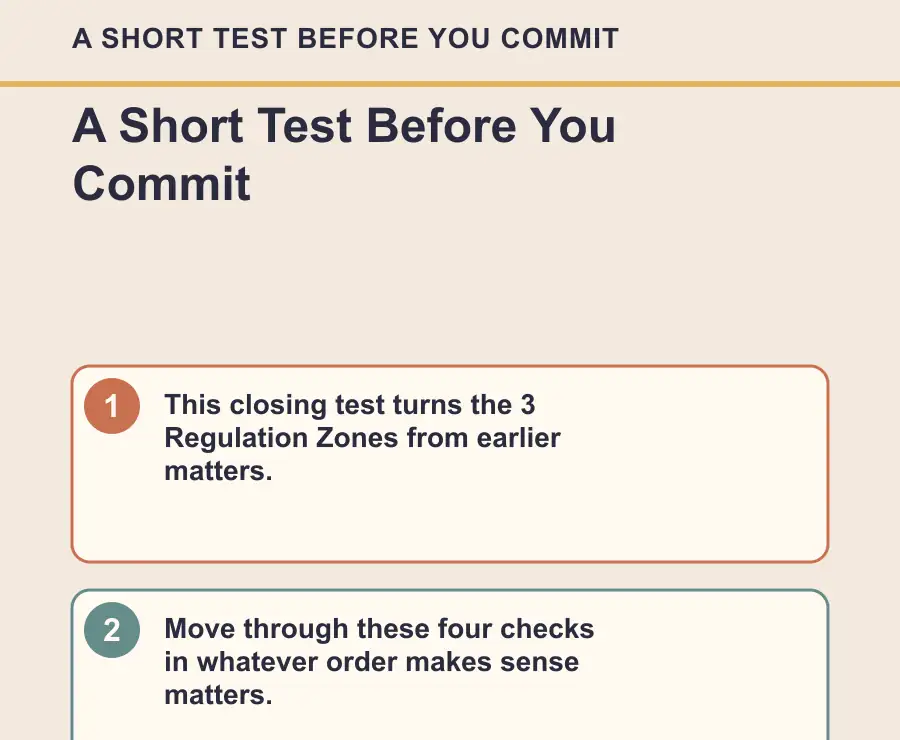 A SHORT TEST BEFORE YOU COMMIT
A Short Test Before You
Commit
1
This closing test turns the 3
Regulation Zones from earlier
matters.
2
Move through these four checks
in whatever order makes sense
matters.